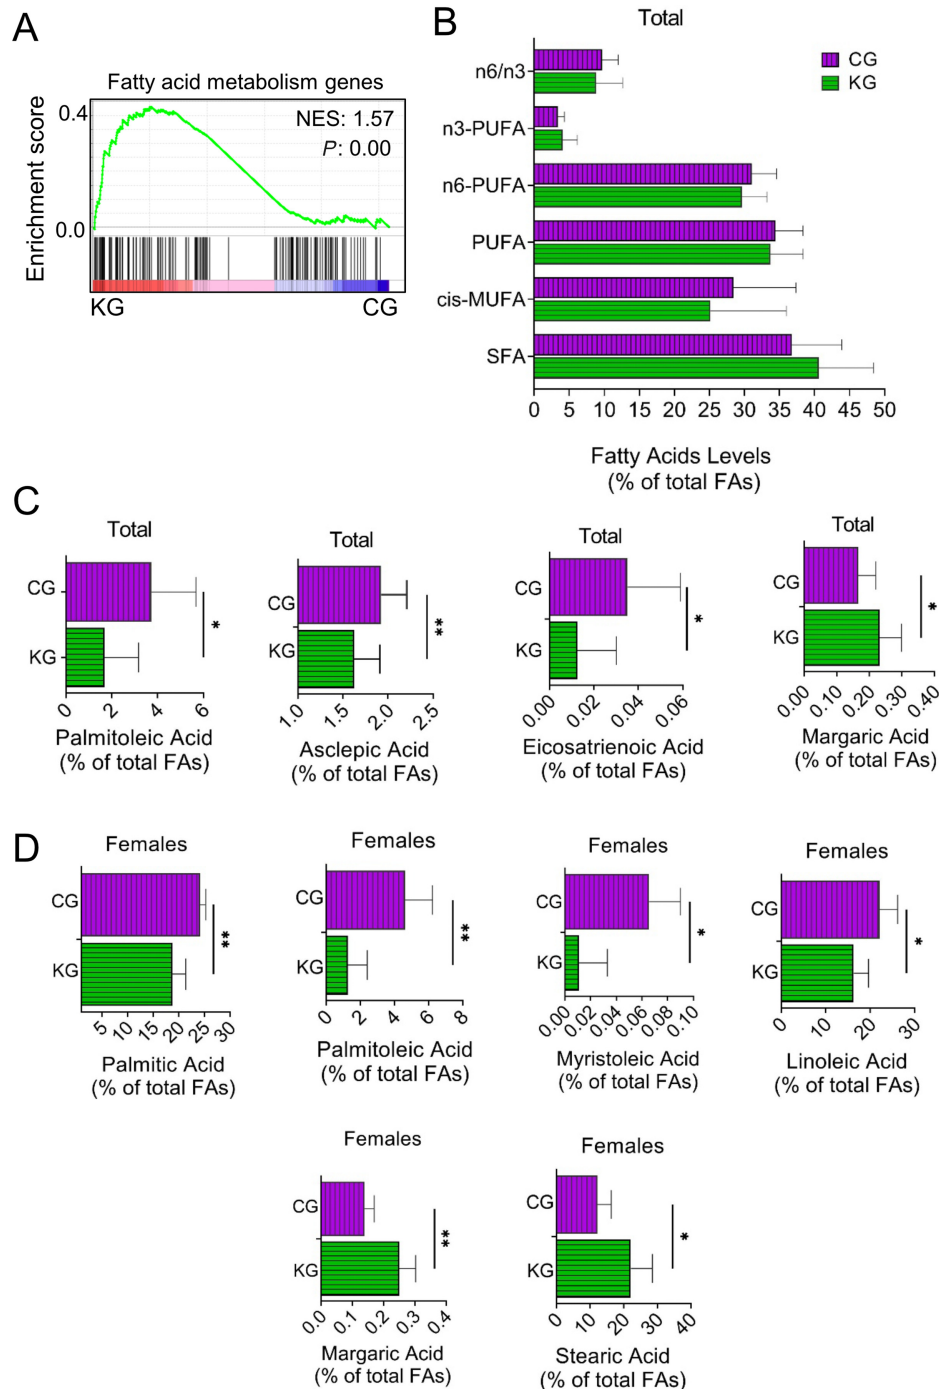 A
Fatty acid metabolism genes
Enrichment score
0.4
0.0
NES: 1.57
P: 0.00
KG
CG
B
Total
CG
KG
n6/n3
n3-PUFA
n6-PUFA
PUFA
cis-MUFA
SFA
0 5 10 15 20 25 30 35 40 45 50
Fatty Acids Levels
(% of total FAs)
C
Total
CG
KG
*
0 2 4 6
Palmitoleic Acid
(% of total FAs)
Total
CG
KG
**
1.0 1.5 2.0 2.5
Asclepic Acid
(% of total FAs)
Total
CG
KG
*
0.00 0.02 0.04 0.06
Eicosatrienoic Acid
(% of total FAs)
Total
CG
KG
*
0.00 0.10 0.20 0.30 0.40
Margaric Acid
(% of total FAs)
D
Females
CG
KG
**
5 10 15 20 25 30
Palmitic Acid
(% of total FAs)
Females
CG
KG
**
0 2 4 6 8
Palmitoleic Acid
(% of total FAs)
Females
CG
KG
*
0.00 0.02 0.04 0.06 0.08 0.10
Myristoleic Acid
(% of total FAs)
Females
CG
KG
*
0 10 20 30
Linoleic Acid
(% of total FAs)
Females
CG
KG
**
0.0 0.1 0.2 0.3 0.4
Margaric Acid
(% of total FAs)
Females
CG
KG
*
0 10 20 30 40
Stearic Acid
(% of total FAs)